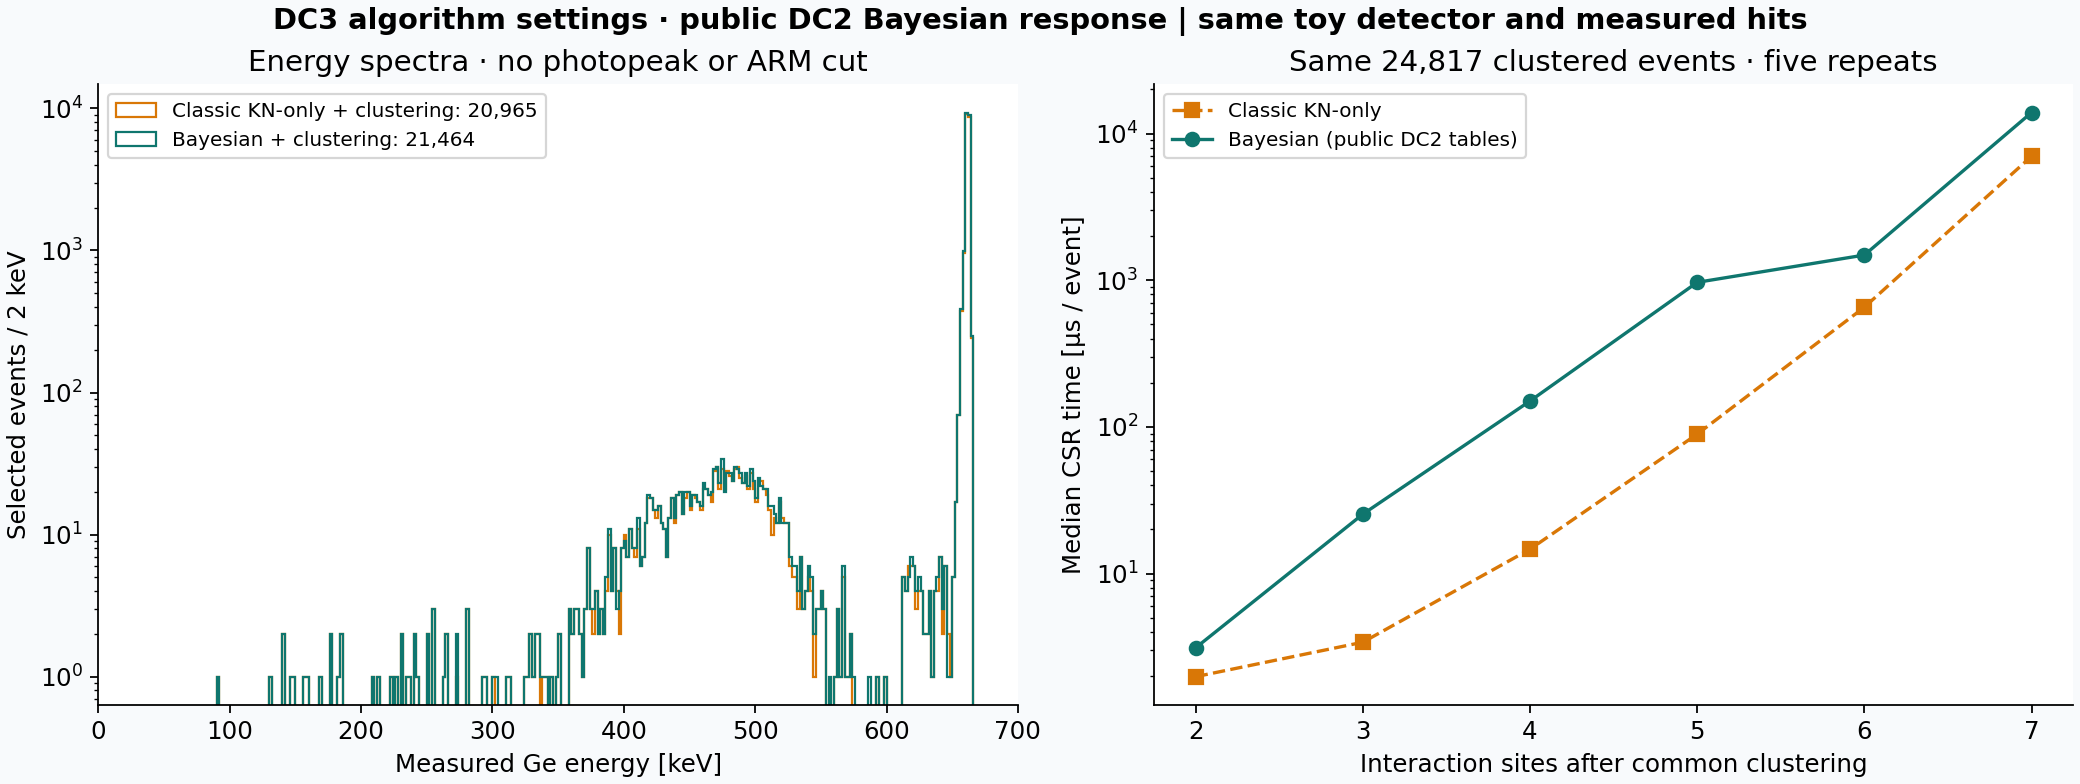 DC3 algorithm settings · public DC2 Bayesian response | same toy detector and measured hits
Energy spectra · no photopeak or ARM cut
Classic KN-only + clustering: 20,965
Bayesian + clustering: 21,464
Selected events / 2 keV
10⁴
10³
10²
10¹
10⁰
0 100 200 300 400 500 600 700
Measured Ge energy [keV]
Same 24,817 clustered events · five repeats
Classic KN-only
Bayesian (public DC2 tables)
Median CSR time [µs / event]
10⁴
10³
10²
10¹
2 3 4 5 6 7
Interaction sites after common clustering